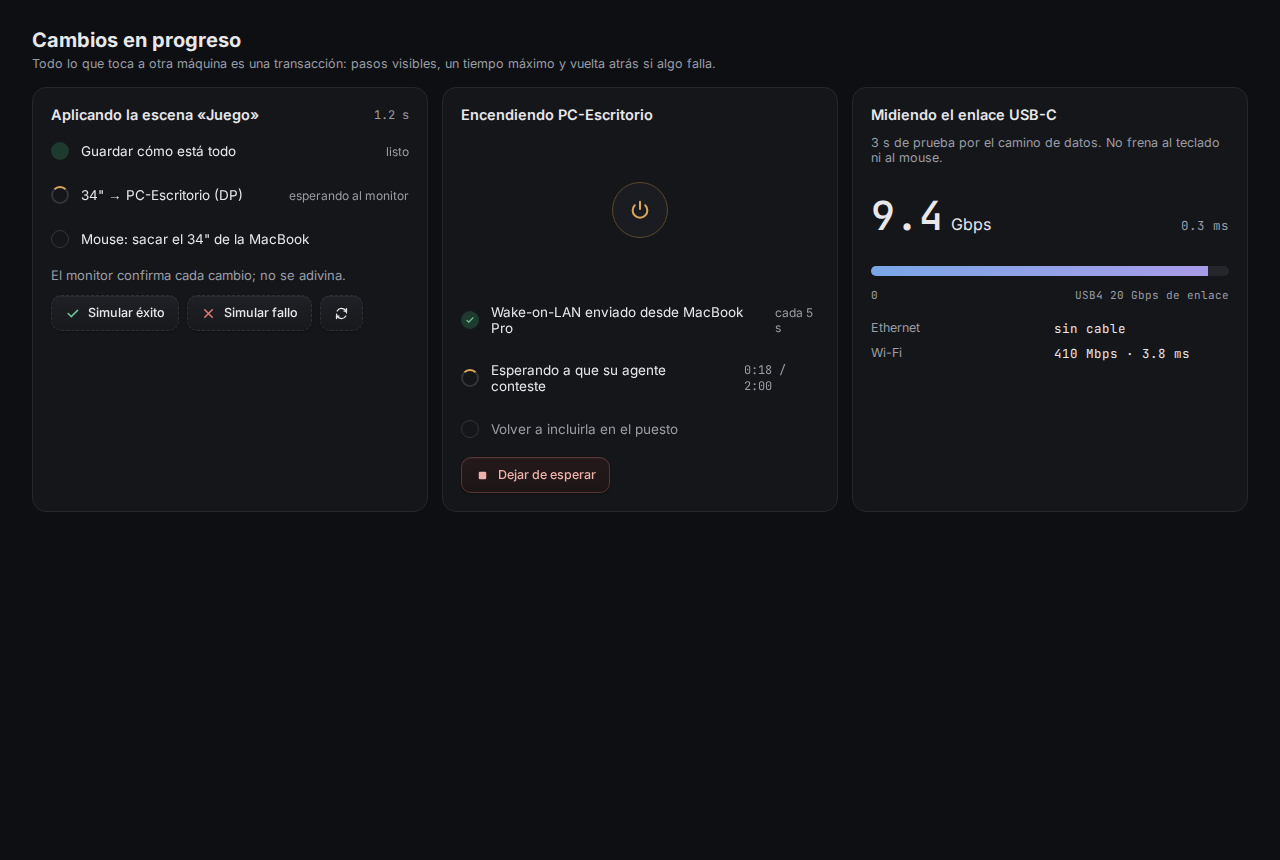 Cambios en progreso
Todo lo que toca a otra máquina es una transacción: pasos visibles, un tiempo máximo y vuelta atrás si algo falla.
Aplicando la escena «Juego»
1.2 s
Guardar cómo está todo
listo
34" → PC-Escritorio (DP)
esperando al monitor
Mouse: sacar el 34" de la MacBook
El monitor confirma cada cambio; no se adivina.
Simular éxito
Simular fallo
Encendiendo PC-Escritorio
Wake-on-LAN enviado desde MacBook
Pro
cada 5
s
Esperando a que su agente
conteste
0:18 /
2:00
Volver a incluirla en el puesto
Dejar de esperar
Midiendo el enlace USB-C
3 s de prueba por el camino de datos. No frena al teclado
ni al mouse.
9.4 Gbps
0.3 ms
0
USB4 20 Gbps de enlace
Ethernet
sin cable
Wi-Fi
410 Mbps · 3.8 ms